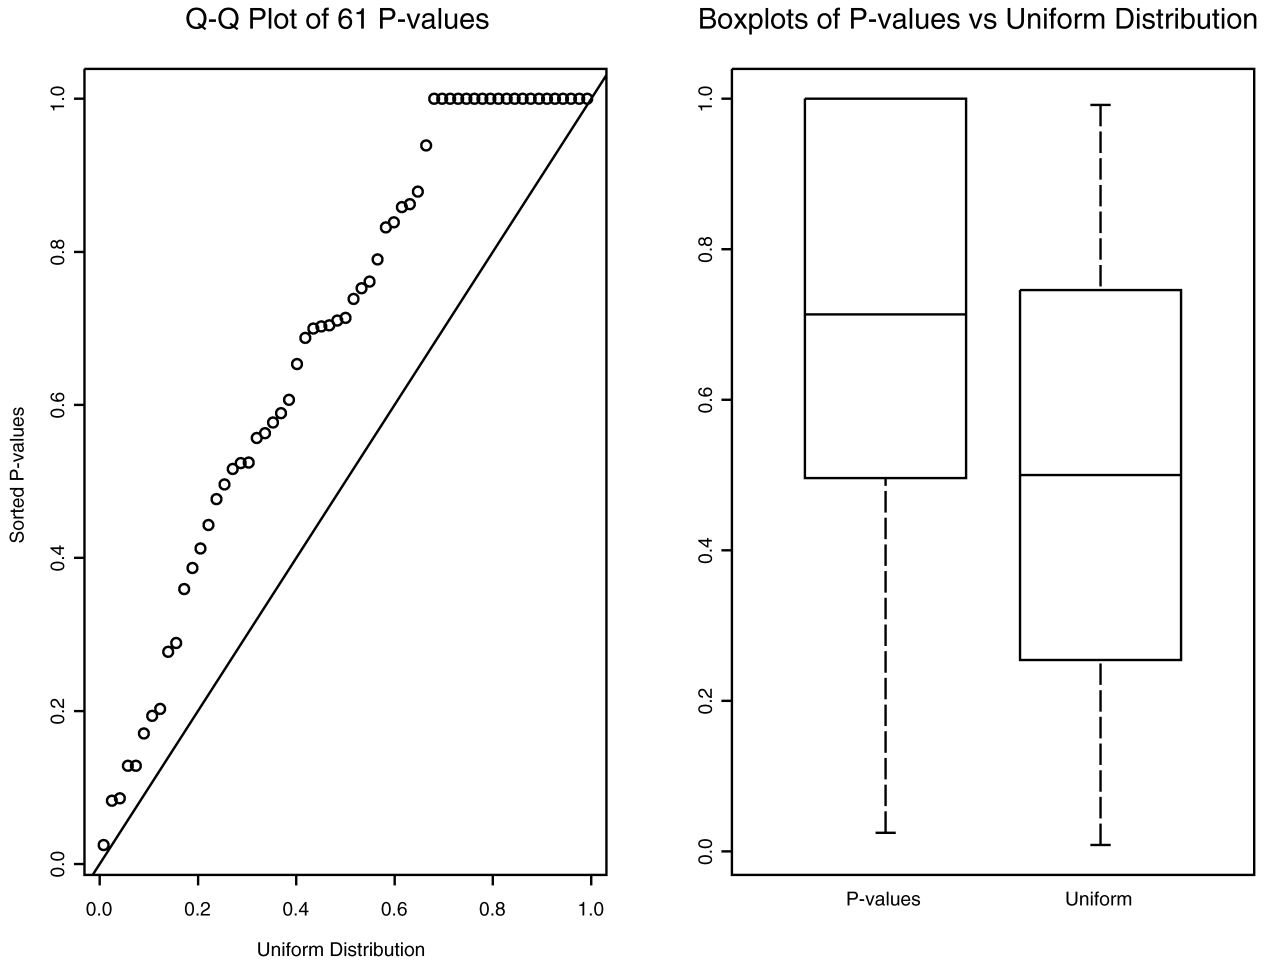 Q-Q Plot of 61 P-values
Sorted P-values
1.0
0.8
0.6
0.4
0.2
0.0
0.0 0.2 0.4 0.6 0.8 1.0
Uniform Distribution
Boxplots of P-values vs Uniform Distribution
1.0
0.8
0.6
0.4
0.2
0.0
P-values Uniform